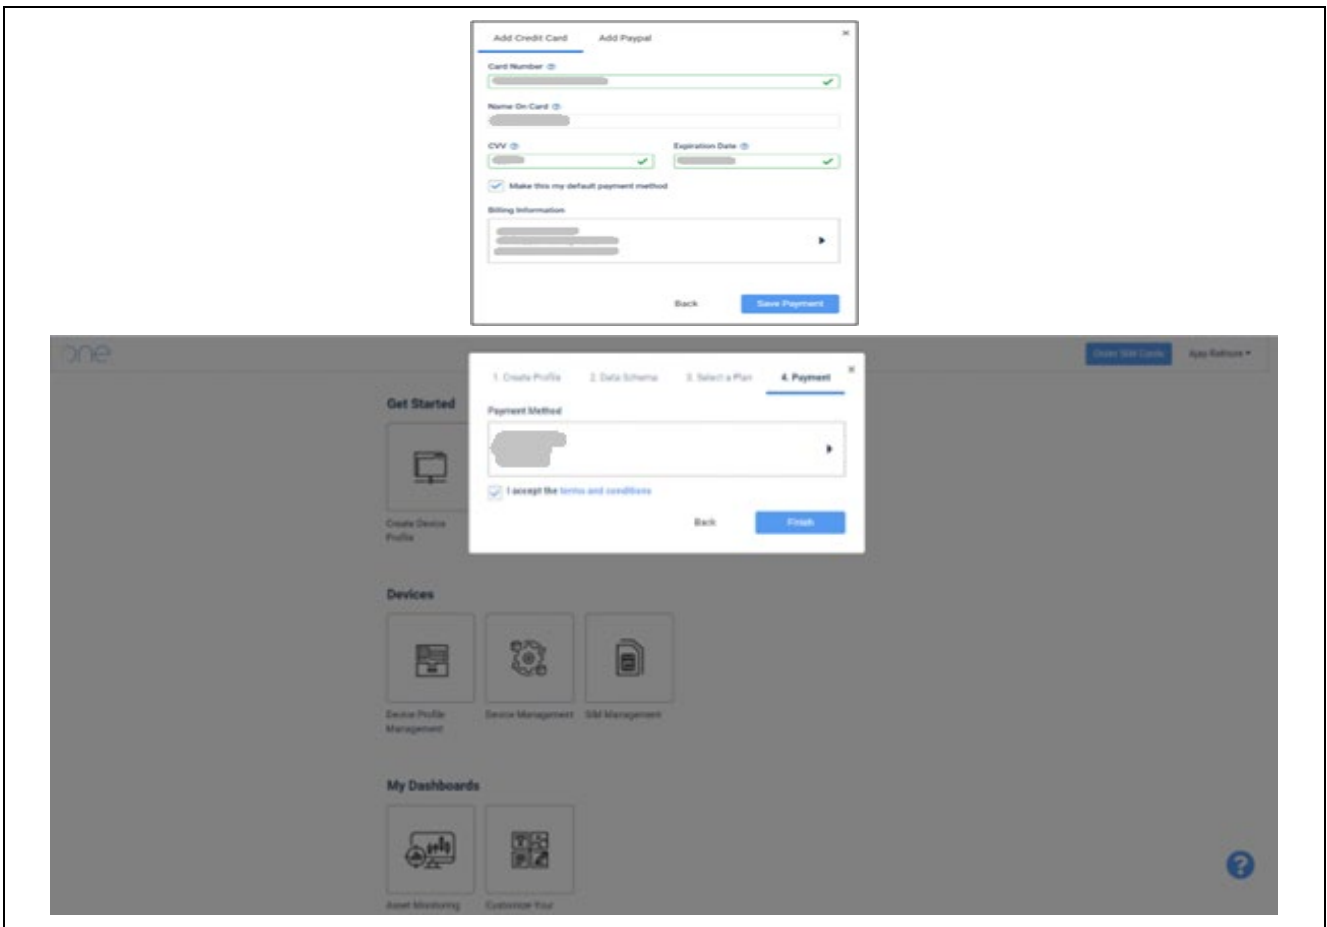 Add Credit Card Add Paypal ×
Card Number ?
Name On Card ?
CVV ? Expiration Date ?
Make this my default payment method
Billing Information
Back Save Payment
one
Order SIM Cards Ajay Rathore
1. Create Profile 2. Data Schema 3. Select a Plan 4. Payment ×
Get Started
Payment Method
I accept the terms and conditions
Create Device
Profile
Back Finish
Devices
Device Profile
Management
Device Management SIM Management
My Dashboards
Asset Monitoring Customize Your
?